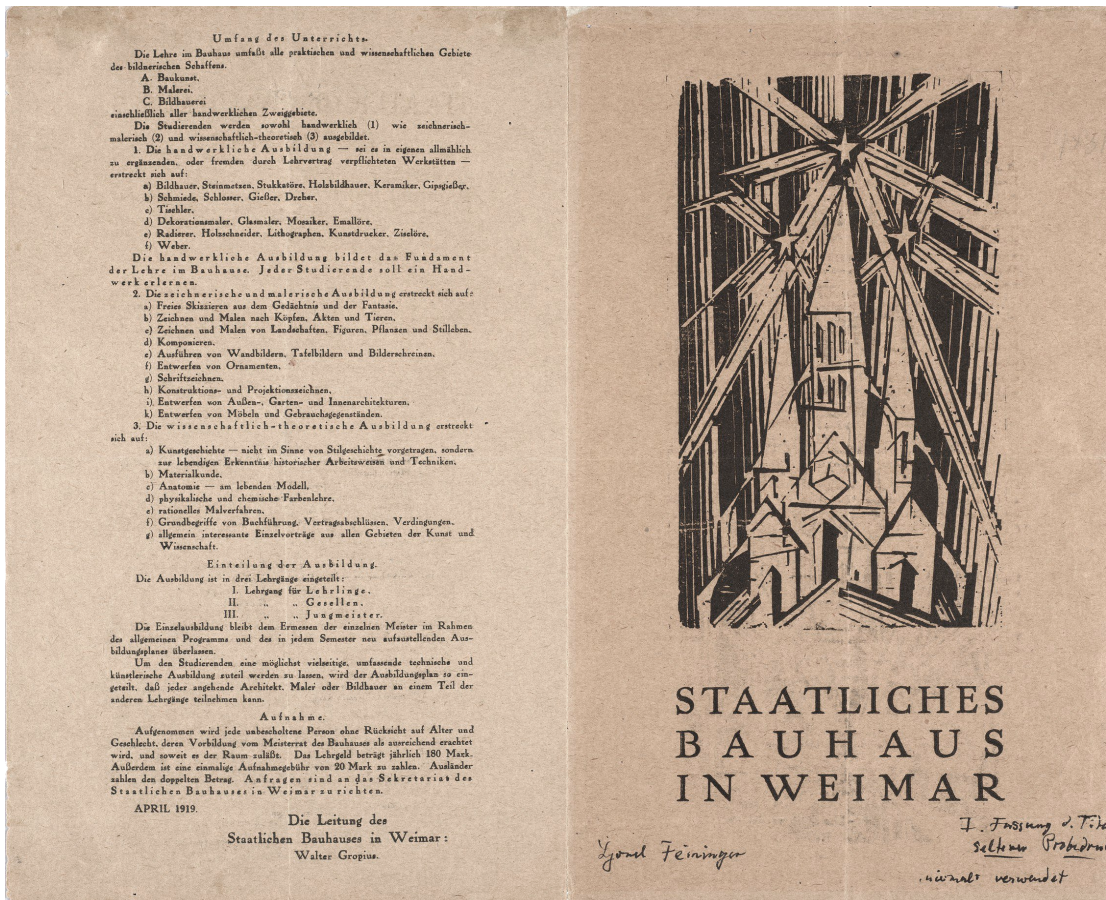 Umfang des Unterrichts.
Die Lehre im Bauhaus umfaßt alle praktischen und wissenschaftlichen Gebiete
des bildnerischen Schaffens.
A. Baukunst,
B. Malerei,
C. Bildhauerei
einschließlich aller handwerklichen Zweiggebiete.
Die Studierenden werden sowohl handwerklich (1) wie zeichnerisch-
malerisch (2) und wissenschaftlich-theoretisch (3) ausgebildet.
1. Die handwerkliche Ausbildung — sei es in eigenen allmählich
zu ergänzenden, oder fremden durch Lehrvertrag verpflichteten Werkstätten —
erstreckt sich auf:
a) Bildhauer, Steinmetzen, Stukkatöre, Holzbildhauer, Keramiker, Gipsgießer,
b) Schmiede, Schlosser, Gießer, Dreher,
c) Tischler,
d) Dekorationsmaler, Glasmaler, Mosaiker, Emallöre,
e) Radierer, Holzschneider, Lithographen, Kunstdrucker, Ziselöre,
f) Weber.
Die handwerkliche Ausbildung bildet das Fundament
der Lehre im Bauhause. Jeder Studierende soll ein Hand-
werk erlernen.
2. Die zeichnerische und malerische Ausbildung erstreckt sich auf:
a) Freies Skizzieren aus dem Gedächtnis und der Fantasie,
b) Zeichnen und Malen nach Köpfen, Akten und Tieren,
c) Zeichnen und Malen von Landschaften, Figuren, Pflanzen und Stilleben,
d) Komponieren,
e) Ausführen von Wandbildern, Tafelbildern und Bilderschreinen,
f) Entwerfen von Ornamenten,
g) Schriftzeichnen,
h) Konstruktions- und Projektionszeichnen,
i) Entwerfen von Außen-, Garten- und Innenarchitekturen,
k) Entwerfen von Möbeln und Gebrauchsgegenständen.
3. Die wissenschaftlich-theoretische Ausbildung erstreckt
sich auf:
a) Kunstgeschichte — nicht im Sinne von Stilgeschichte vorgetragen, sondern
zur lebendigen Erkenntnis historischer Arbeitsweisen und Techniken,
b) Materialkunde,
c) Anatomie — am lebenden Modell,
d) physikalische und chemische Farbenlehre,
e) rationelles Malverfahren,
f) Grundbegriffe von Buchführung, Vertragsabschlüssen, Verdingungen,
g) allgemein interessante Einzelvorträge aus allen Gebieten der Kunst und
Wissenschaft.
Einteilung der Ausbildung.
Die Ausbildung ist in drei Lehrgänge eingeteilt:
I. Lehrgang für Lehrlinge.
II. „ „ Gesellen.
III. „ „ Jungmeister.
Die Einzelausbildung bleibt dem Ermessen der einzelnen Meister im Rahmen
des allgemeinen Programms und des in jedem Semester neu aufzustellenden Aus-
bildungsplanes überlassen.
Um den Studierenden eine möglichst vielseitige, umfassende technische und
künstlerische Ausbildung zuteil werden zu lassen, wird der Ausbildungsplan so ein-
geteilt, daß jeder angehende Architekt, Maler oder Bildhauer an einem Teil der
anderen Lehrgänge teilnehmen kann.
Aufnahme.
Aufgenommen wird jede unbescholtene Person ohne Rücksicht auf Alter und
Geschlecht, deren Vorbildung vom Meisterrat des Bauhauses als ausreichend erachtet
wird, und soweit es der Raum zuläßt. Das Lehrgeld beträgt jährlich 180 Mark.
Außerdem ist eine einmalige Aufnahmegebühr von 20 Mark zu zahlen. Ausländer
zahlen den doppelten Betrag. Anfragen sind an das Sekretariat des
Staatlichen Bauhauses in Weimar zu richten.
APRIL 1919.
Die Leitung des
Staatlichen Bauhauses in Weimar:
Walter Gropius.
STAATLICHES
BAUHAUS
IN WEIMAR
Lyonel Feininger
I. Fassung d.
seltener
niemals verwendet